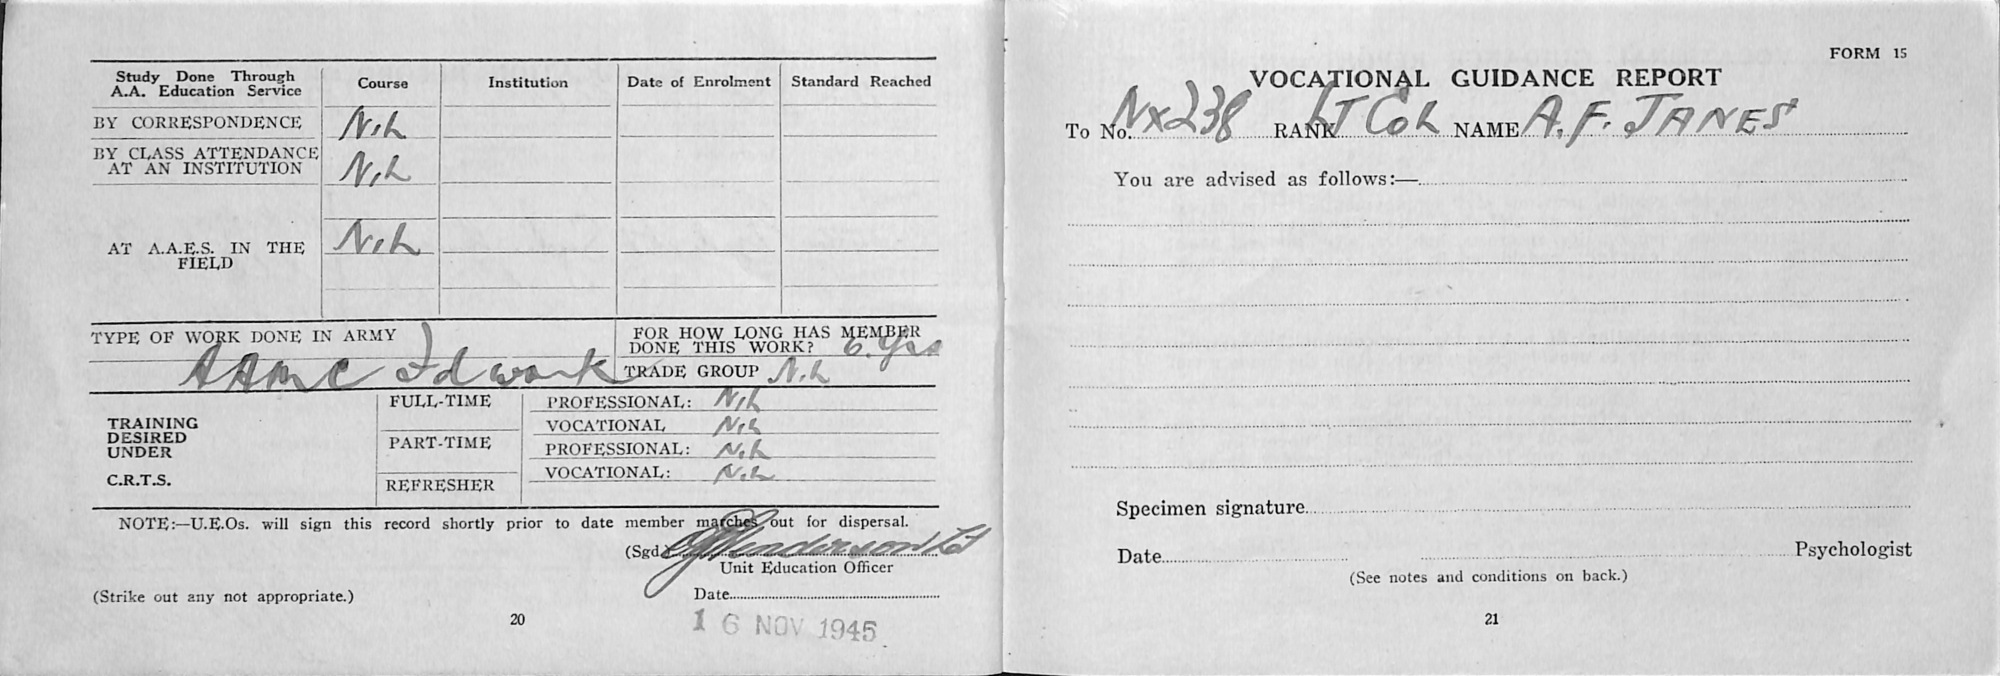 Study Done Through A.A. Education Service Course Institution Date of Enrolment Standard Reached
BY CORRESPONDENCE Nil
BY CLASS ATTENDANCE AT AN INSTITUTION Nil
AT A.A.E.S. IN THE FIELD Nil
TYPE OF WORK DONE IN ARMY
AAMC Fd work
FOR HOW LONG HAS MEMBER
DONE THIS WORK? 6. Yrs
TRADE GROUP Nil
TRAINING DESIRED UNDER C.R.T.S.
FULL-TIME PROFESSIONAL: Nil
VOCATIONAL Nil
PART-TIME PROFESSIONAL: Nil
VOCATIONAL: Nil
REFRESHER
NOTE:—U.E.Os. will sign this record shortly prior to date member marches out for dispersal.
(Sgd.) Henderson Lt
Unit Education Officer
(Strike out any not appropriate.) Date
16 NOV 1945
20
FORM 15
VOCATIONAL GUIDANCE REPORT
To No. NX238 RANK LT Col NAME A. F. JANES
You are advised as follows:—
Specimen signature
Date Psychologist
(See notes and conditions on back.)
21